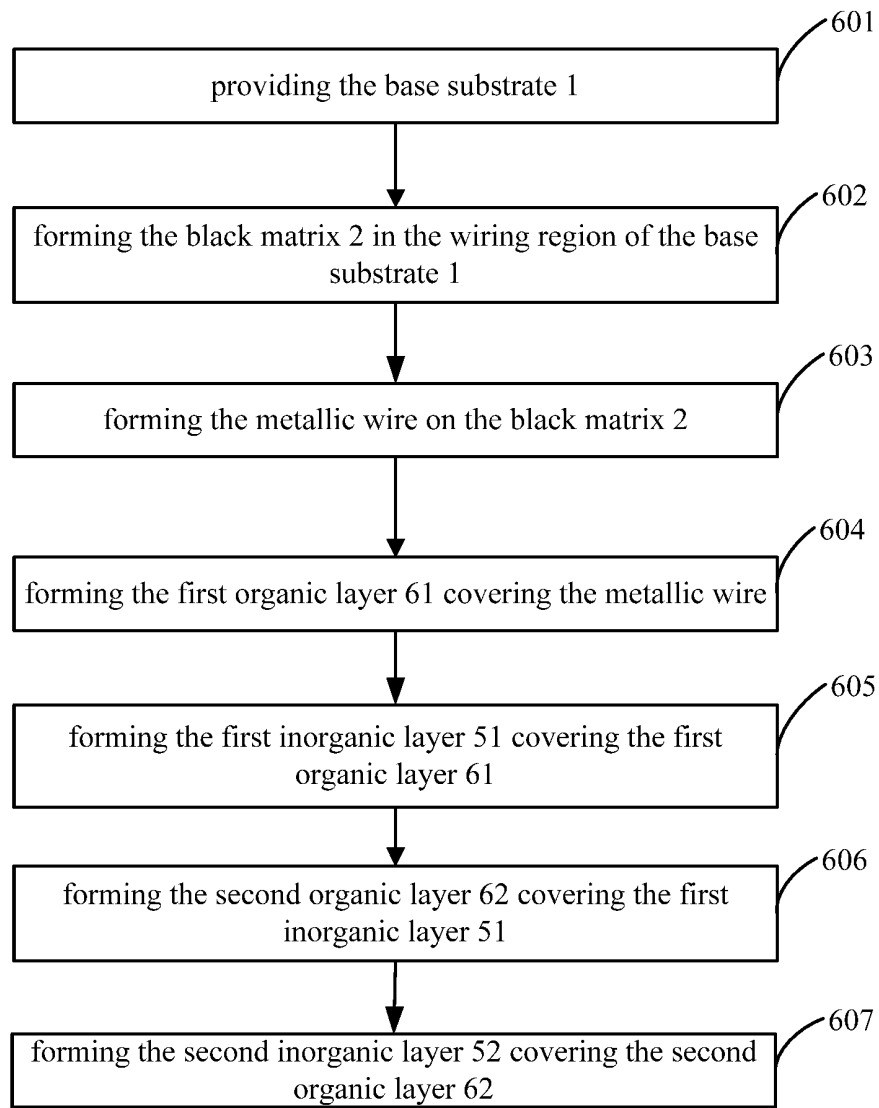 601
providing the base substrate 1
602
forming the black matrix 2 in the wiring region of the base
substrate 1
603
forming the metallic wire on the black matrix 2
604
forming the first organic layer 61 covering the metallic wire
605
forming the first inorganic layer 51 covering the first
organic layer 61
606
forming the second organic layer 62 covering the first
inorganic layer 51
607
forming the second inorganic layer 52 covering the second
organic layer 62